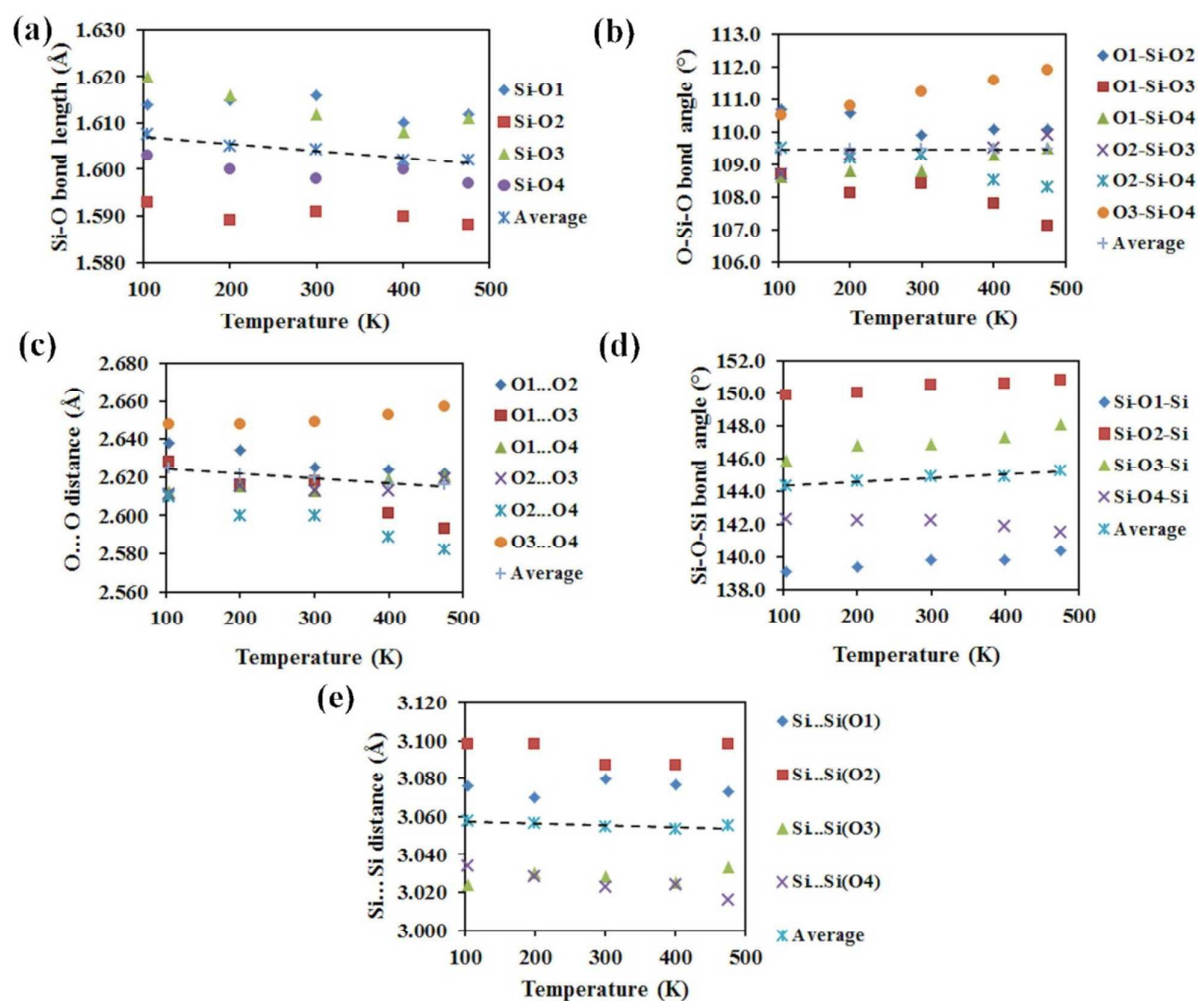 (a)
Si-O bond length (Å)
1.630
1.620
1.610
1.600
1.590
1.580
100 200 300 400 500
Temperature (K)
Si-O1
Si-O2
Si-O3
Si-O4
Average
(b)
O-Si-O bond angle (°)
113.0
112.0
111.0
110.0
109.0
108.0
107.0
106.0
100 200 300 400 500
Temperature (K)
O1-Si-O2
O1-Si-O3
O1-Si-O4
O2-Si-O3
O2-Si-O4
O3-Si-O4
Average
(c)
O... O distance (Å)
2.680
2.660
2.640
2.620
2.600
2.580
2.560
100 200 300 400 500
Temperature (K)
O1...O2
O1...O3
O1...O4
O2...O3
O2...O4
O3...O4
Average
(d)
Si-O-Si bond angle (°)
152.0
150.0
148.0
146.0
144.0
142.0
140.0
138.0
100 200 300 400 500
Temperature (K)
Si-O1-Si
Si-O2-Si
Si-O3-Si
Si-O4-Si
Average
(e)
Si... Si distance (Å)
3.120
3.100
3.080
3.060
3.040
3.020
3.000
100 200 300 400 500
Temperature (K)
Si...Si(O1)
Si...Si(O2)
Si...Si(O3)
Si...Si(O4)
Average